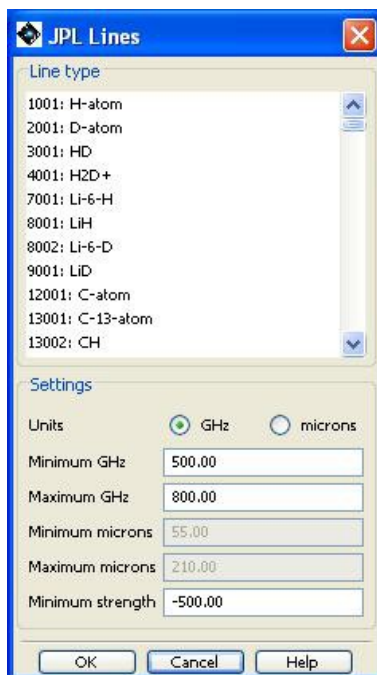 JPL Lines
Line type
1001: H-atom
2001: D-atom
3001: HD
4001: H2D+
7001: Li-6-H
8001: LiH
8002: Li-6-D
9001: LiD
12001: C-atom
13001: C-13-atom
13002: CH
Settings
Units GHz microns
Minimum GHz 500.00
Maximum GHz 800.00
Minimum microns 55.00
Maximum microns 210.00
Minimum strength -500.00
OK Cancel Help